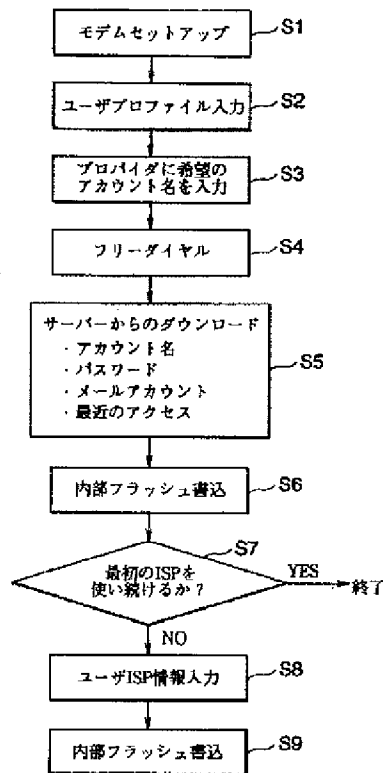 モデムセットアップ
S1
ユーザプロファイル入力
S2
プロバイダに希望の
アカウント名を入力
S3
フリーダイヤル
S4
サーバーからのダウンロード
・アカウント名
・パスワード
・メールアカウント
・最近のアクセス
S5
内部フラッシュ書込
S6
S7
最初のISPを
使い続けるか?
YES
終了
NO
ユーザISP情報入力
S8
内部フラッシュ書込
S9